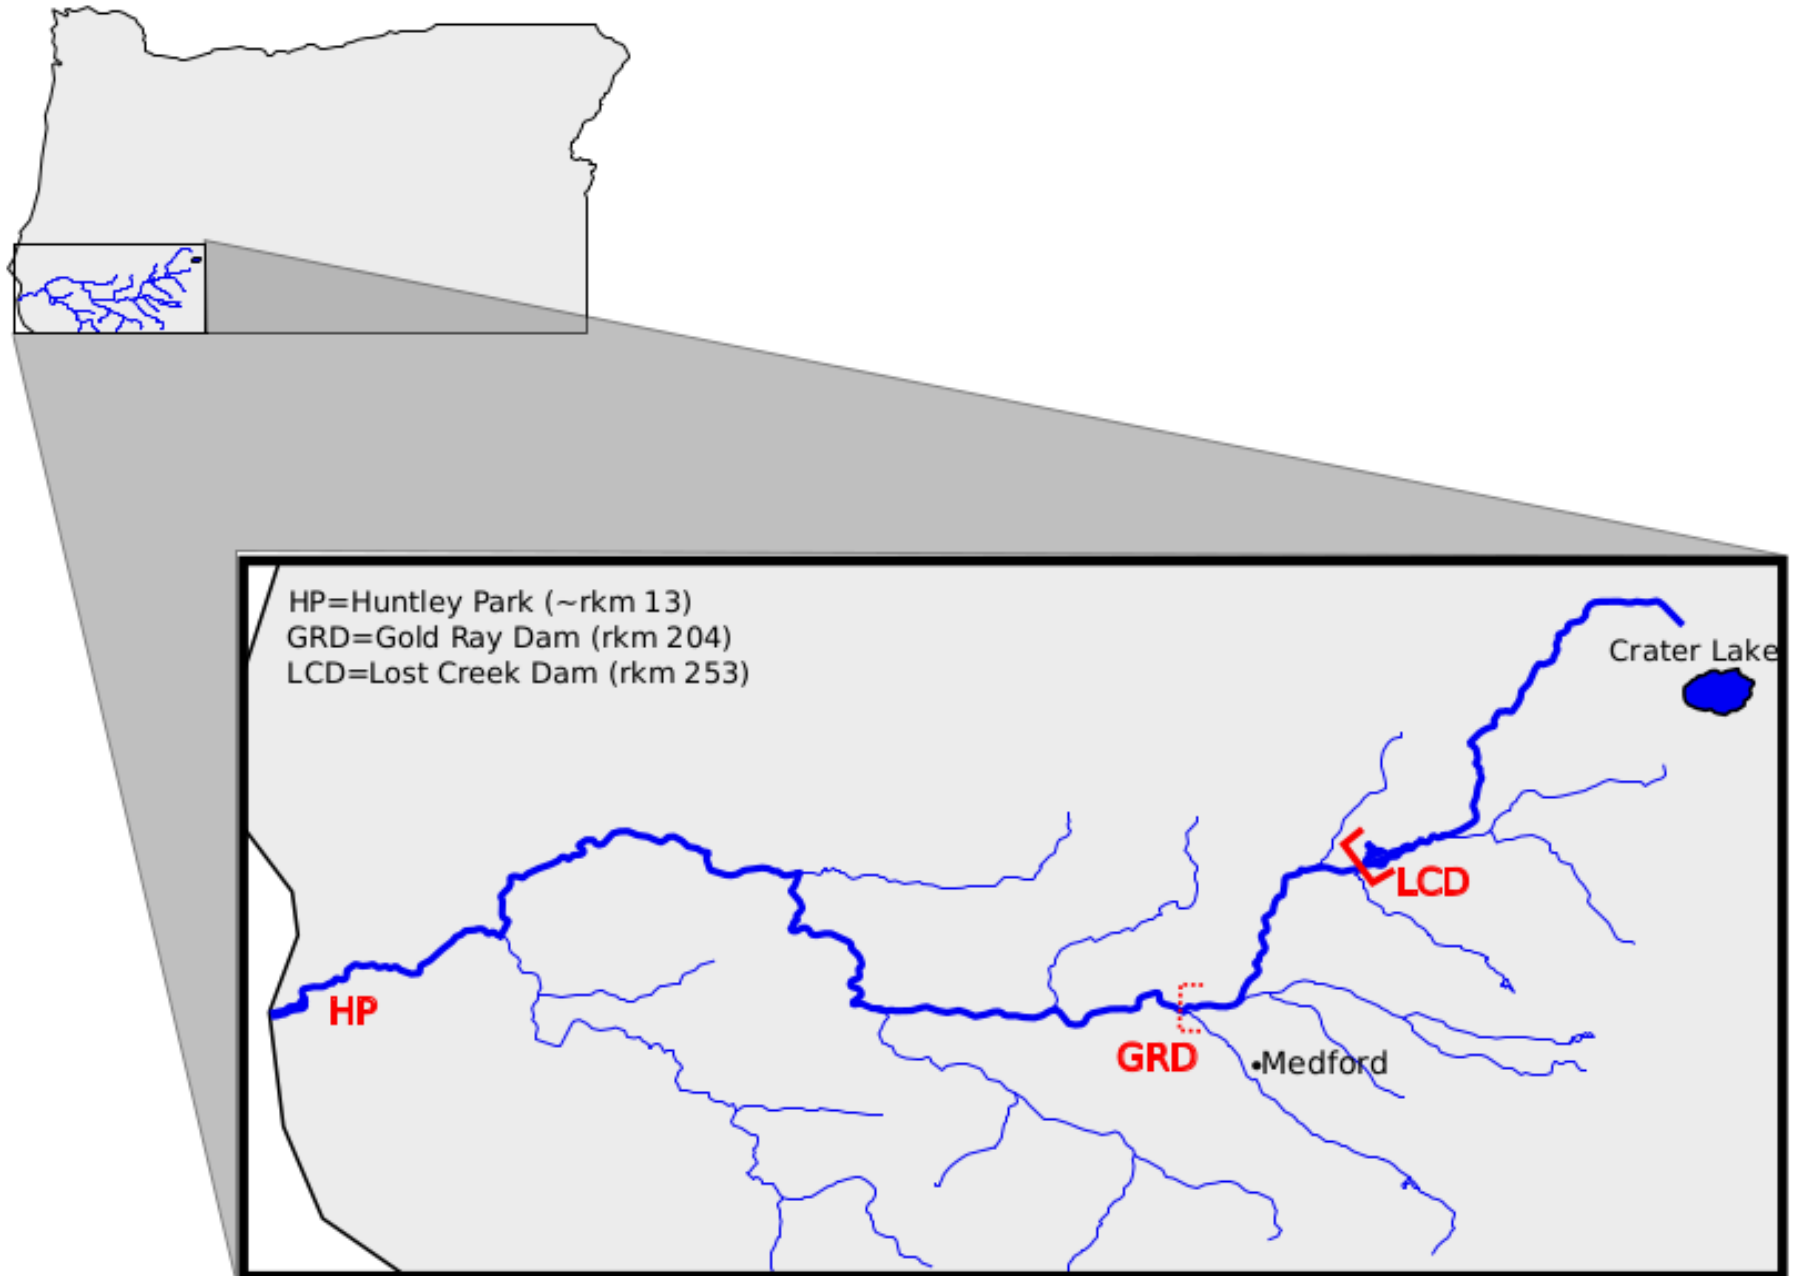 HP=Huntley Park (~rkm 13)
GRD=Gold Ray Dam (rkm 204)
LCD=Lost Creek Dam (rkm 253)
Crater Lake
LCD
HP
GRD
Medford